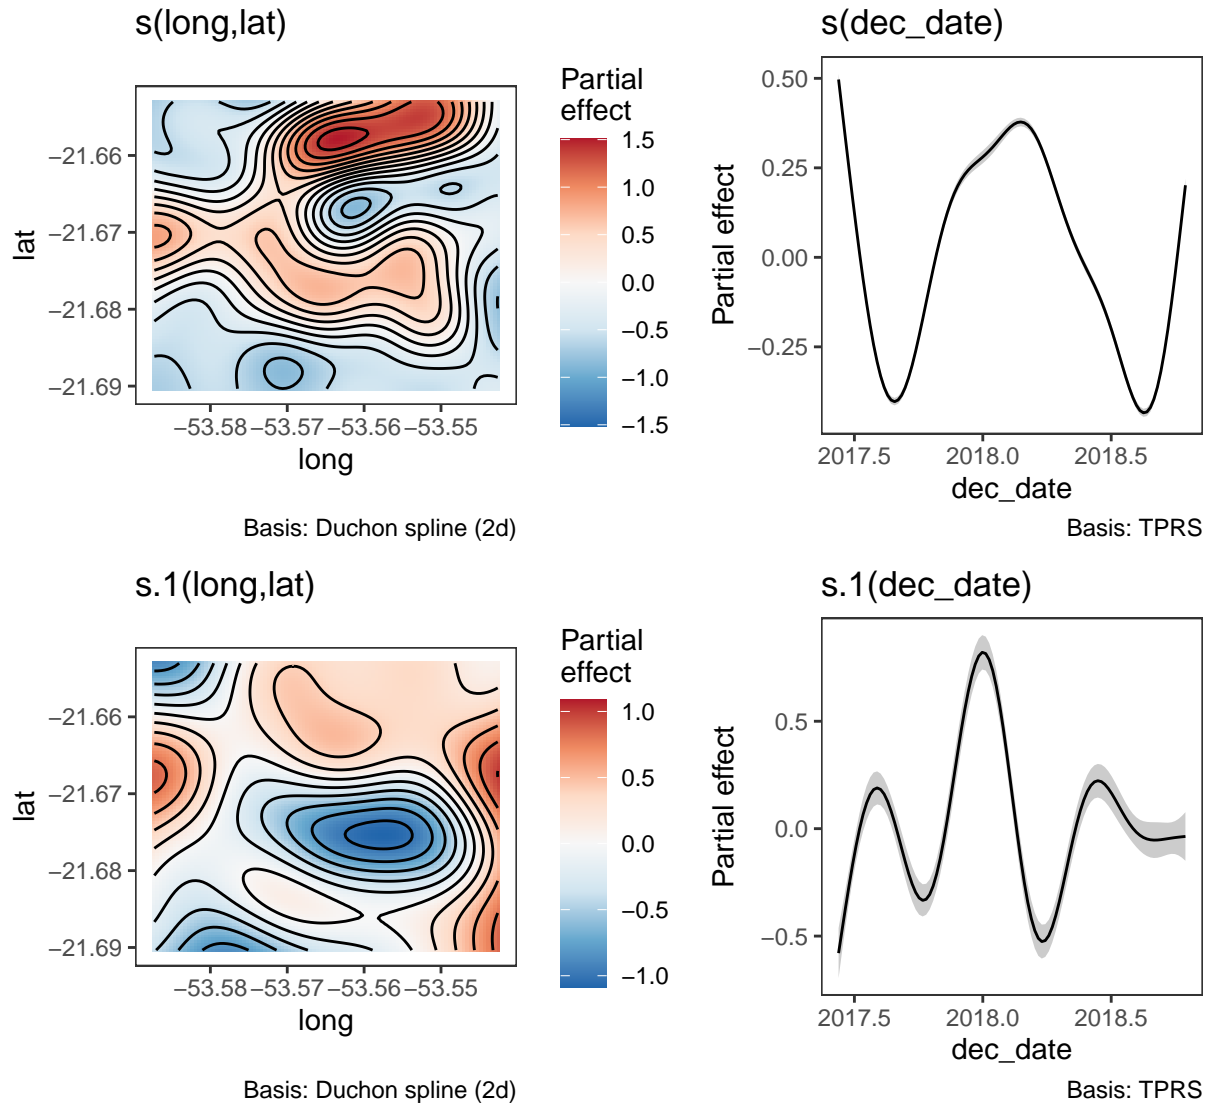 s(long,lat)
lat
−21.66
−21.67
−21.68
−21.69
−53.58 −53.57 −53.56 −53.55
long
Partial
effect
1.5
1.0
0.5
0.0
−0.5
−1.0
−1.5
Basis: Duchon spline (2d)
s(dec_date)
Partial effect
0.50
0.25
0.00
−0.25
2017.5 2018.0 2018.5
dec_date
Basis: TPRS
s.1(long,lat)
lat
−21.66
−21.67
−21.68
−21.69
−53.58 −53.57 −53.56 −53.55
long
Partial
effect
1.0
0.5
0.0
−0.5
−1.0
Basis: Duchon spline (2d)
s.1(dec_date)
Partial effect
0.5
0.0
−0.5
2017.5 2018.0 2018.5
dec_date
Basis: TPRS